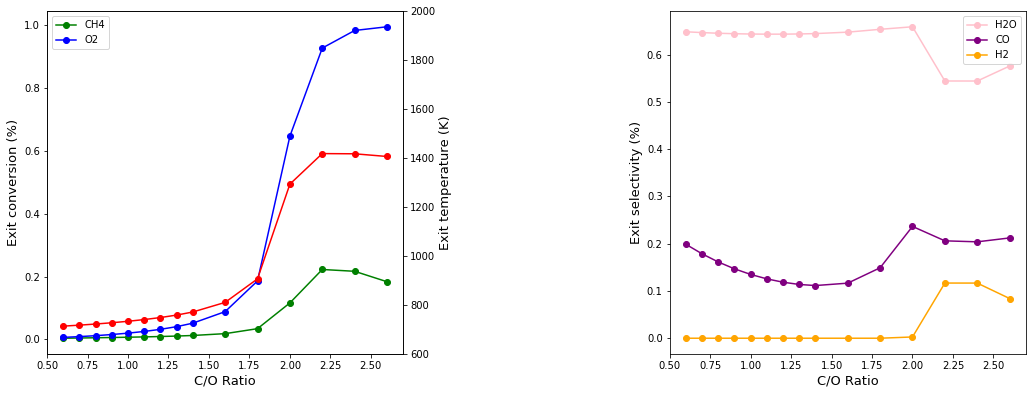 CH4
O2
1.0
0.8
0.6
0.4
0.2
0.0
Exit conversion (%)
2000
1800
1600
1400
1200
1000
800
600
Exit temperature (K)
0.50 0.75 1.00 1.25 1.50 1.75 2.00 2.25 2.50
C/O Ratio
H2O
CO
H2
0.6
0.5
0.4
0.3
0.2
0.1
0.0
Exit selectivity (%)
0.50 0.75 1.00 1.25 1.50 1.75 2.00 2.25 2.50
C/O Ratio